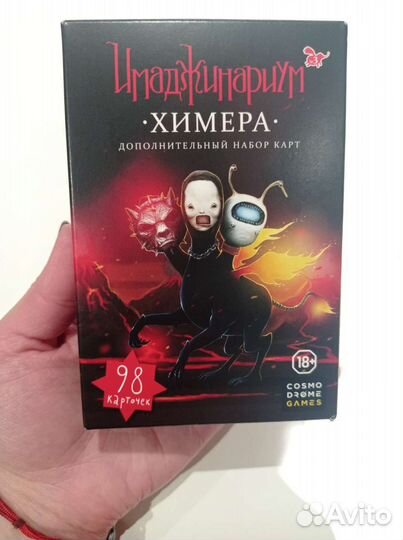 Имаджинариум
·ХИМЕРА·
ДОПОЛНИТЕЛЬНЫЙ НАБОР КАРТ
98
карточек
18+
COSMO
DROME
GAMES
Avito